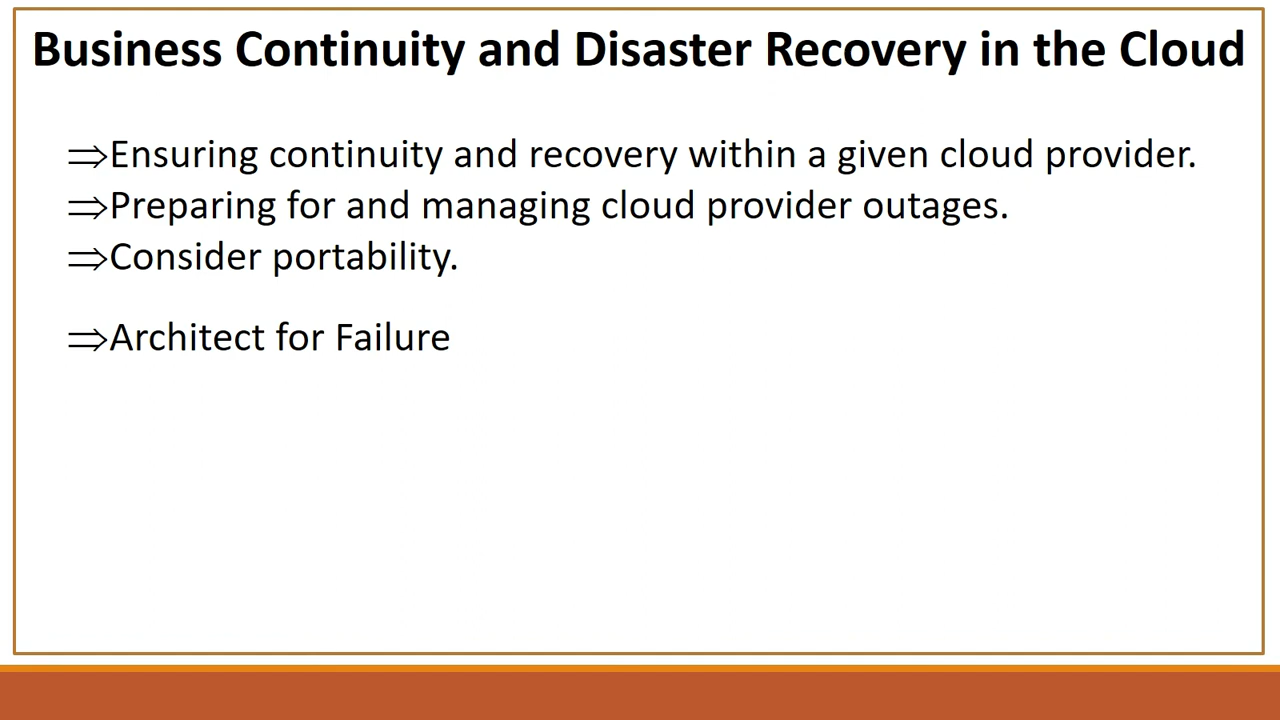 Business Continuity and Disaster Recovery in the Cloud
⇒Ensuring continuity and recovery within a given cloud provider.
⇒Preparing for and managing cloud provider outages.
⇒Consider portability.
⇒Architect for Failure